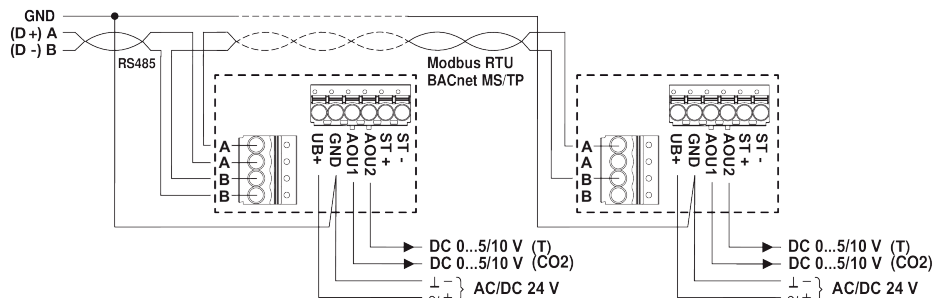 GND
(D+) A
(D -) B
RS485
Modbus RTU
BACnet MS/TP
UB+ GND AOU1 AOU2 ST + ST -
A
A
B
B
DC 0...5/10 V (T)
DC 0...5/10 V (CO2)
⊥ –
~ +
AC/DC 24 V
UB+ GND AOU1 AOU2 ST + ST -
A
A
B
B
DC 0...5/10 V (T)
DC 0...5/10 V (CO2)
⊥ –
~ +
AC/DC 24 V